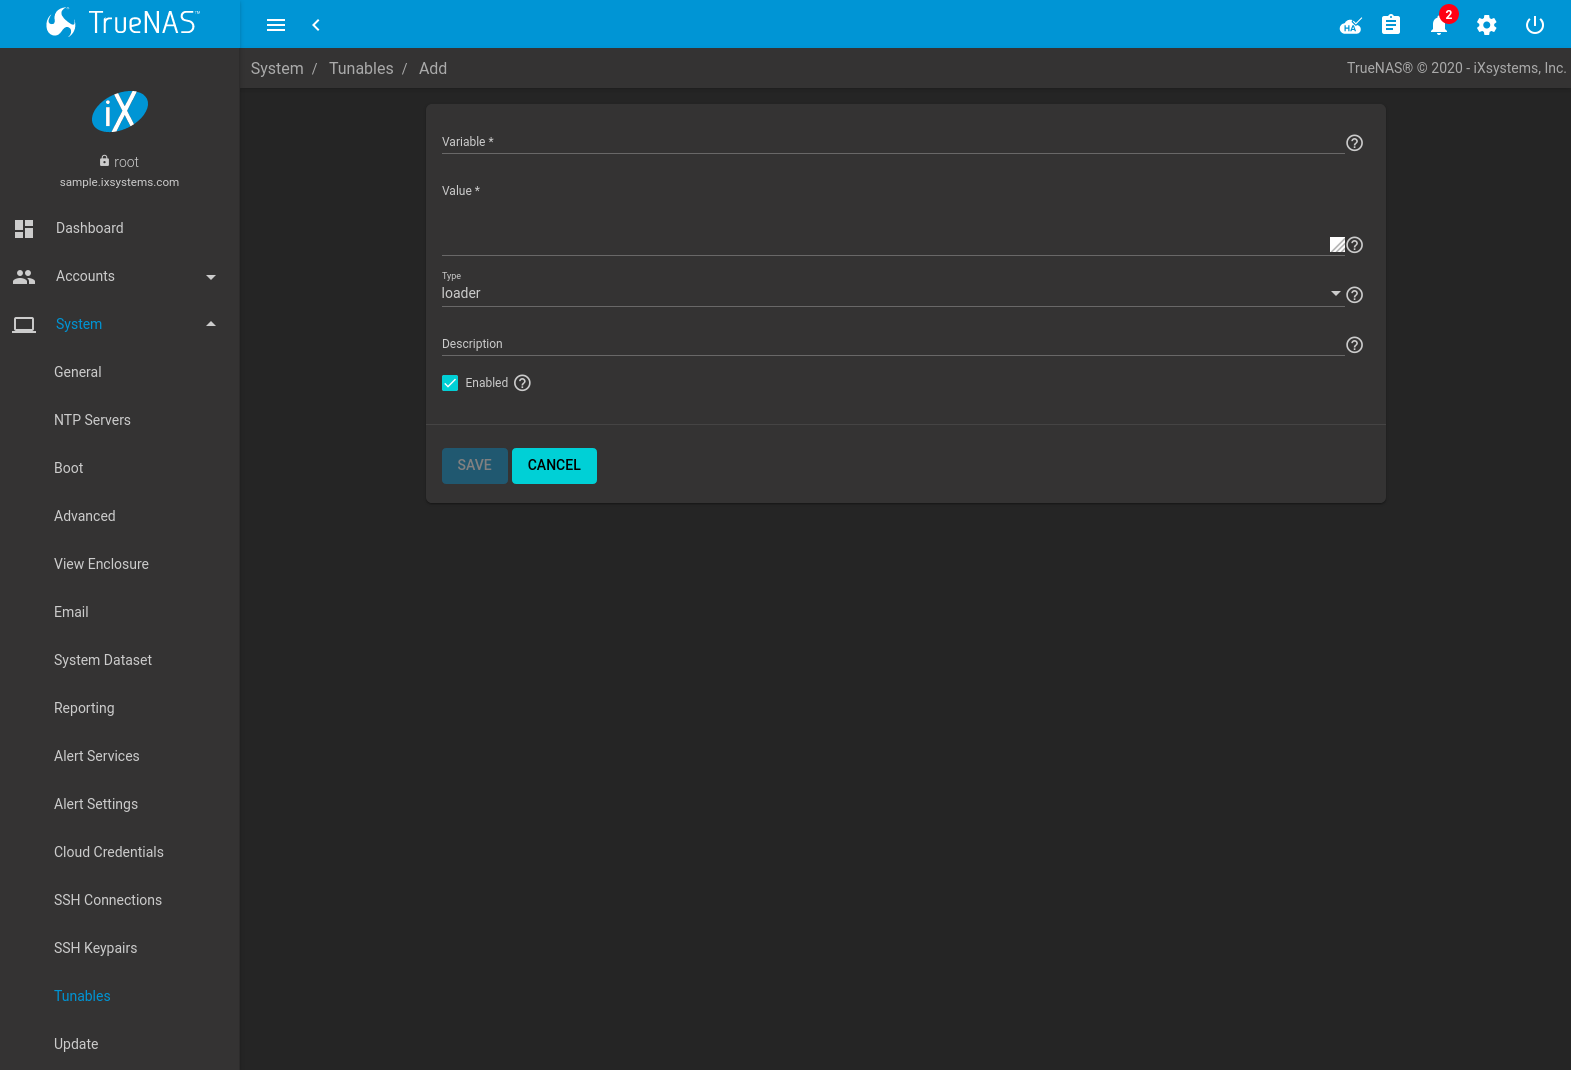 TrueNAS™
HA
2
System / Tunables / Add
TrueNAS® © 2020 - iXsystems, Inc.
iX
root
sample.ixsystems.com
Dashboard
Accounts
System
General
NTP Servers
Boot
Advanced
View Enclosure
Email
System Dataset
Reporting
Alert Services
Alert Settings
Cloud Credentials
SSH Connections
SSH Keypairs
Tunables
Update
Variable *
Value *
Type
loader
Description
Enabled
SAVE CANCEL